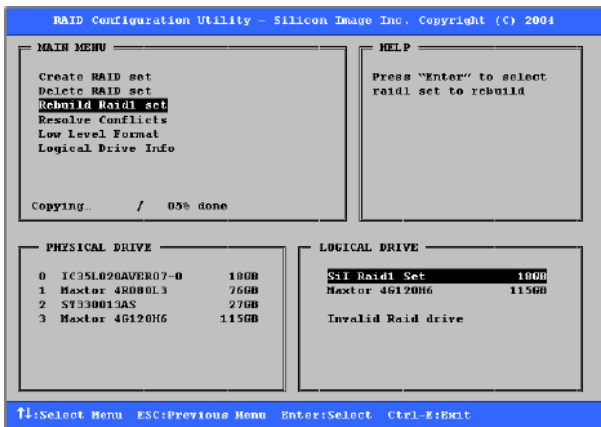 RAID Configuration Utility – Silicon Image Inc. Copyright (C) 2004
MAIN MENU
Create RAID set
Delete RAID set
Rebuild Raid1 set
Resolve Conflicts
Low Level Format
Logical Drive Info
Copying… / 05% done
HELP
Press "Enter" to select
raid1 set to rebuild
PHYSICAL DRIVE
0 IC35L020AVER07-0 18GB
1 Maxtor 4R080L3 76GB
2 ST330013AS 27GB
3 Maxtor 4G120H6 115GB
LOGICAL DRIVE
SiI Raid1 Set 18GB
Maxtor 4G120H6 115GB
Invalid Raid drive
↑↓:Select Menu ESC:Previous Menu Enter:Select Ctrl-E:Exit